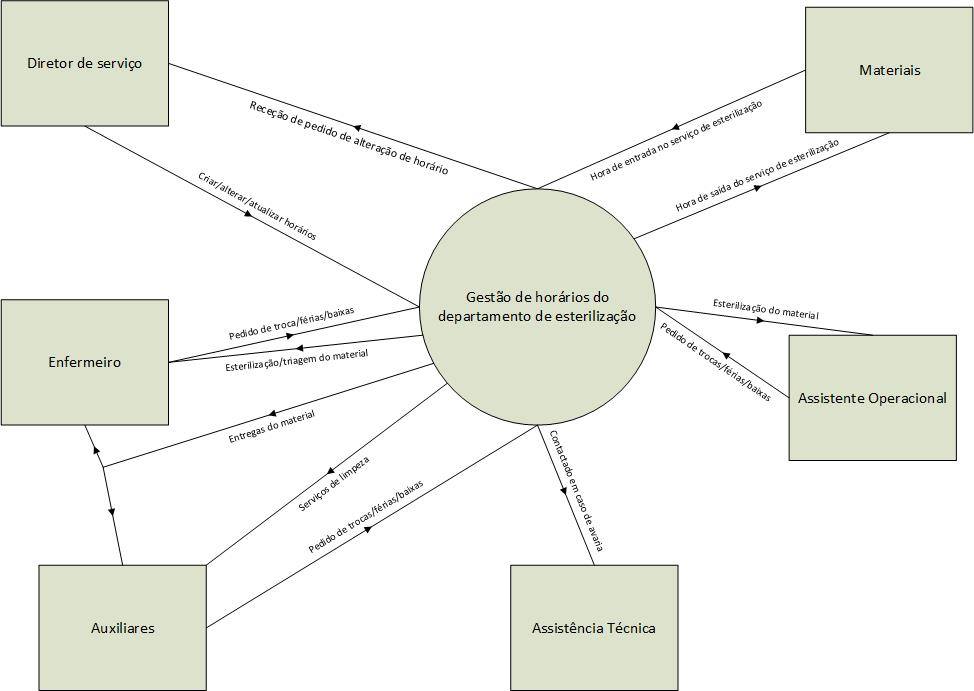 Diretor de serviço
Materiais
Receção de pedido de alteração de horário
Hora de entrada no serviço de esterilização
Hora de saída do serviço de esterilização
Criar/alterar/atualizar horários
Gestão de horários do
departamento de esterilização
Enfermeiro
Pedido de troca/férias/baixas
Esterilização/triagem do material
Esterilização do material
Pedido de trocas/férias/baixas
Assistente Operacional
Entregas do material
Serviços de limpeza
Pedido de trocas/férias/baixas
Contactado em caso de avaria
Auxiliares
Assistência Técnica